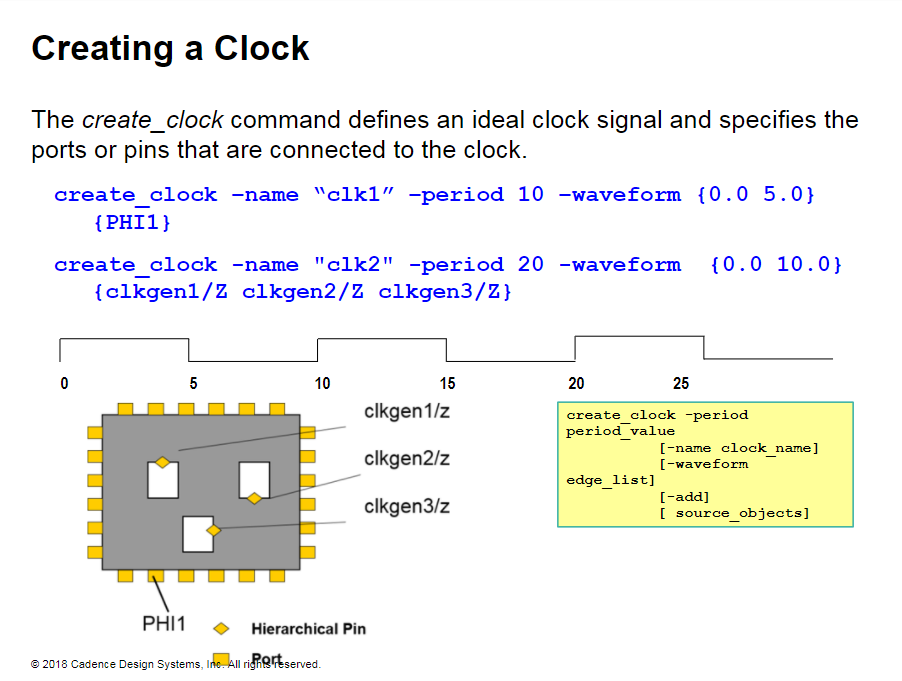 Creating a Clock
The create_clock command defines an ideal clock signal and specifies the
ports or pins that are connected to the clock.
create_clock –name “clk1” –period 10 –waveform {0.0 5.0}
{PHI1}
create_clock -name "clk2" -period 20 -waveform {0.0 10.0}
{clkgen1/Z clkgen2/Z clkgen3/Z}
0 5 10 15 20 25
clkgen1/z
clkgen2/z
clkgen3/z
create_clock -period
period_value
[-name clock_name]
[-waveform
edge_list]
[-add]
[ source_objects]
PHI1
Hierarchical Pin
Port
© 2018 Cadence Design Systems, Inc. All rights reserved.